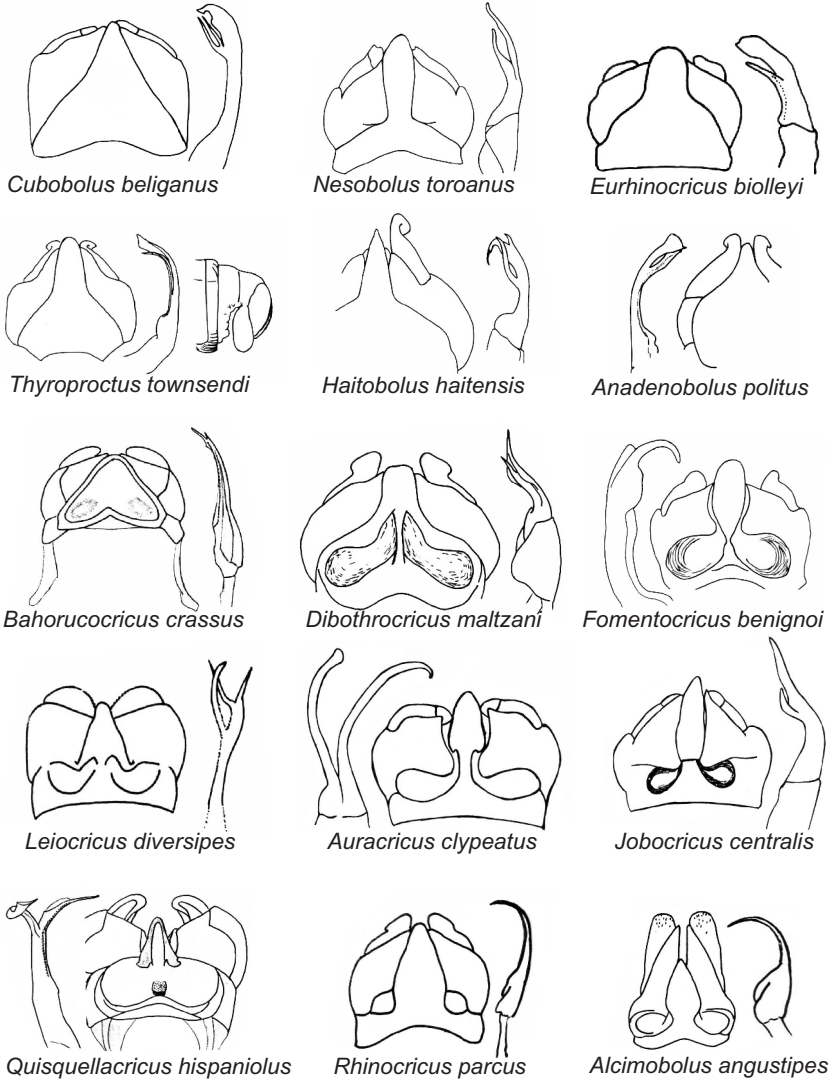 Cubobolus beliganus
Nesobolus toroanus
Eurhinocricus biolleyi
Thyroproctus townsendi
Haitobolus haitensis
Anadenobolus politus
Bahorucocricus crassus
Dibothrocricus maltzani
Fomentocricus benignoi
Leiocricus diversipes
Auracricus clypeatus
Jobocricus centralis
Quisquellacricus hispaniolus
Rhinocricus parcus
Alcimobolus angustipes